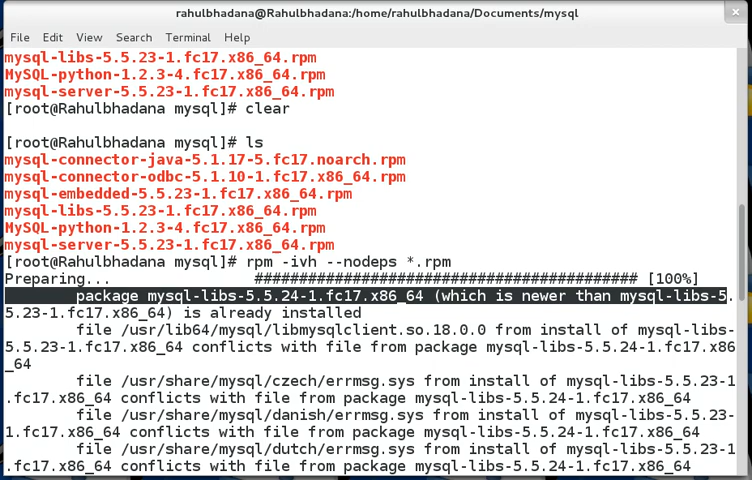 rahulbhadana@Rahulbhadana:/home/rahulbhadana/Documents/mysql
File Edit View Search Terminal Help
mysql-libs-5.5.23-1.fc17.x86_64.rpm
MySQL-python-1.2.3-4.fc17.x86_64.rpm
mysql-server-5.5.23-1.fc17.x86_64.rpm
[root@Rahulbhadana mysql]# clear
[root@Rahulbhadana mysql]# ls
mysql-connector-java-5.1.17-5.fc17.noarch.rpm
mysql-connector-odbc-5.1.10-1.fc17.x86_64.rpm
mysql-embedded-5.5.23-1.fc17.x86_64.rpm
mysql-libs-5.5.23-1.fc17.x86_64.rpm
MySQL-python-1.2.3-4.fc17.x86_64.rpm
mysql-server-5.5.23-1.fc17.x86_64.rpm
[root@Rahulbhadana mysql]# rpm -ivh --nodeps *.rpm
Preparing... ########################################### [100%]
package mysql-libs-5.5.24-1.fc17.x86_64 (which is newer than mysql-libs-5.
5.23-1.fc17.x86_64) is already installed
file /usr/lib64/mysql/libmysqlclient.so.18.0.0 from install of mysql-libs-
5.5.23-1.fc17.x86_64 conflicts with file from package mysql-libs-5.5.24-1.fc17.x86
_64
file /usr/share/mysql/czech/errmsg.sys from install of mysql-libs-5.5.23-1
.fc17.x86_64 conflicts with file from package mysql-libs-5.5.24-1.fc17.x86_64
file /usr/share/mysql/danish/errmsg.sys from install of mysql-libs-5.5.23-
1.fc17.x86_64 conflicts with file from package mysql-libs-5.5.24-1.fc17.x86_64
file /usr/share/mysql/dutch/errmsg.sys from install of mysql-libs-5.5.23-1
.fc17.x86_64 conflicts with file from package mysql-libs-5.5.24-1.fc17.x86_64